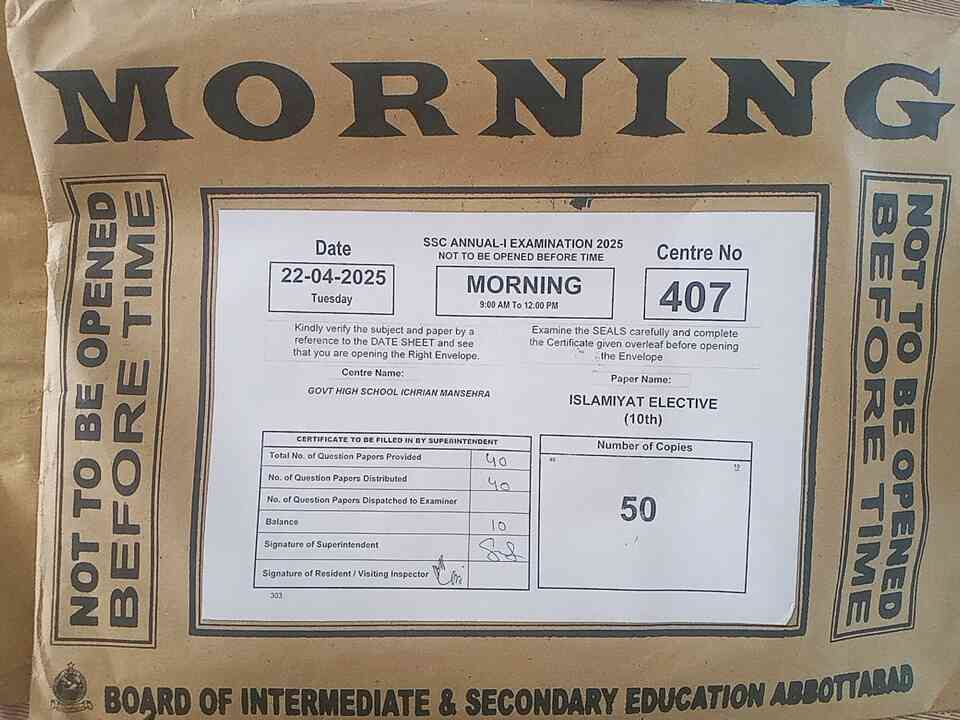 MORNING
NOT TO BE OPENED
BEFORE TIME
Date
22-04-2025
Tuesday
SSC ANNUAL-I EXAMINATION 2025
NOT TO BE OPENED BEFORE TIME
MORNING
9:00 AM To 12:00 PM
Centre No
407
Kindly verify the subject and paper by a
reference to the DATE SHEET and see
that you are opening the Right Envelope.
Examine the SEALS carefully and complete
the Certificate given overleaf before opening
the Envelope
Centre Name:
GOVT HIGH SCHOOL ICHRIAN MANSEHRA
Paper Name:
ISLAMIYAT ELECTIVE
(10th)
CERTIFICATE TO BE FILLED IN BY SUPERINTENDENT
Total No. of Question Papers Provided 40
No. of Question Papers Distributed 40
No. of Question Papers Dispatched to Examiner
Balance 10
Signature of Superintendent
Signature of Resident / Visiting Inspector
303
Number of Copies
50
NOT TO BE OPENED
BEFORE TIME
BOARD OF INTERMEDIATE & SECONDARY EDUCATION ABBOTTABAD